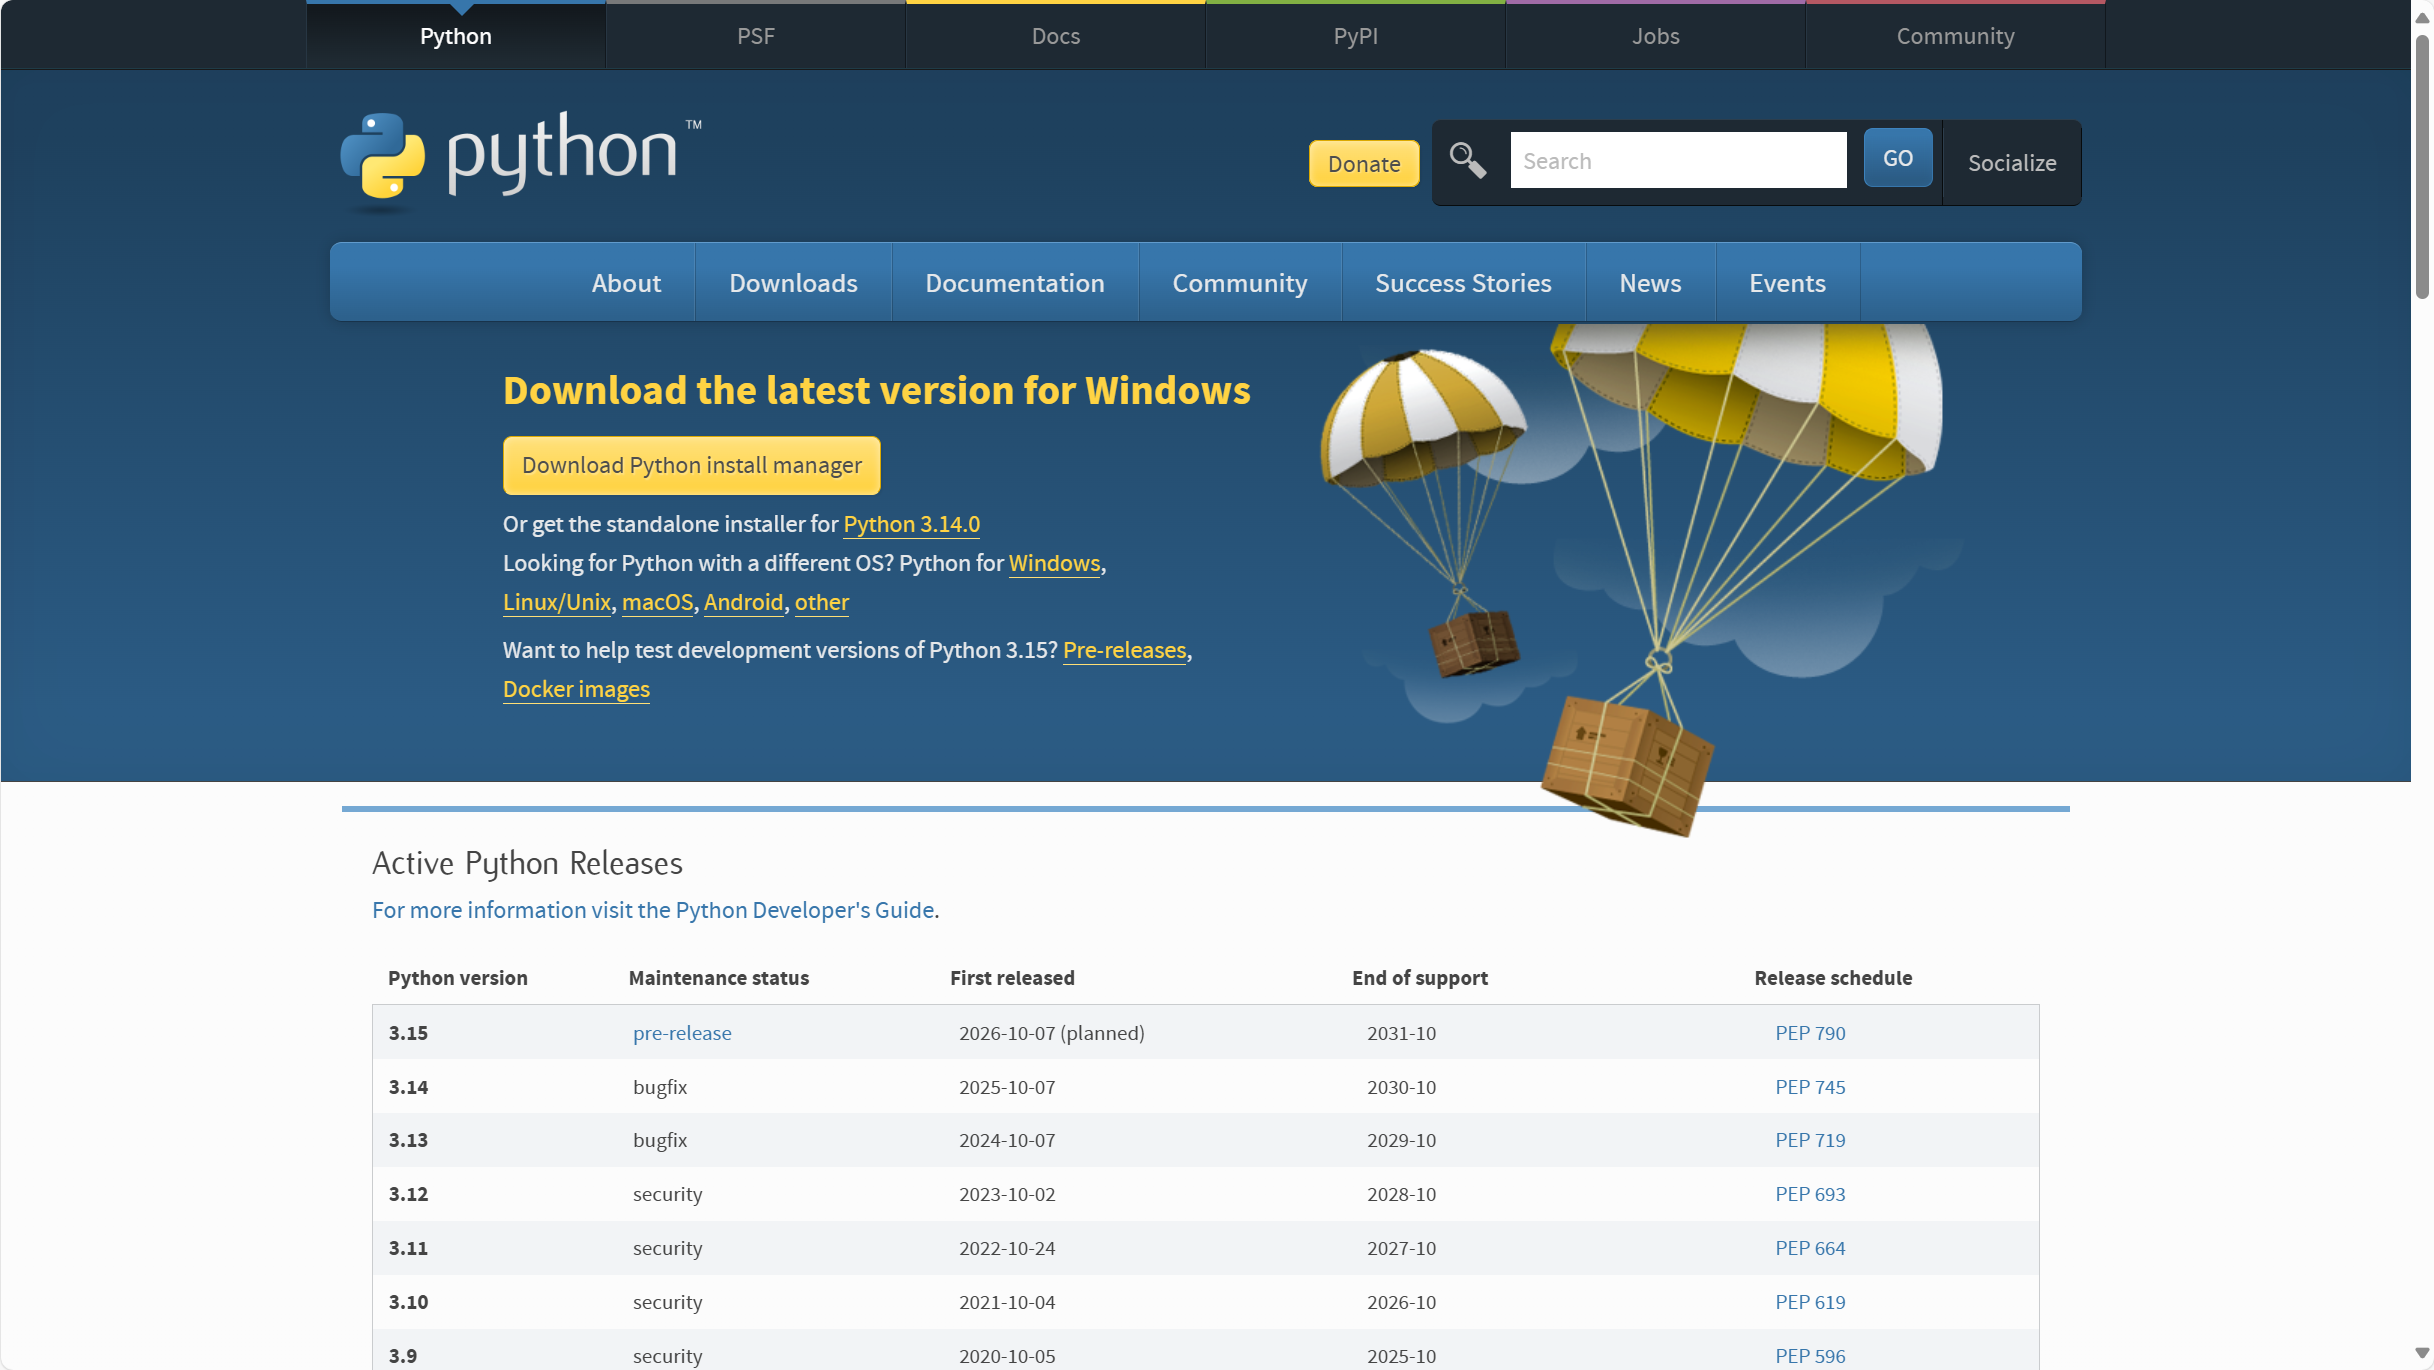 Python
PSF
Docs
PyPI
Jobs
Community
python™
Donate
Search
GO
Socialize
About
Downloads
Documentation
Community
Success Stories
News
Events
Download the latest version for Windows
Download Python install manager
Or get the standalone installer for Python 3.14.0
Looking for Python with a different OS? Python for Windows,
Linux/Unix, macOS, Android, other
Want to help test development versions of Python 3.15? Pre-releases,
Docker images
Active Python Releases
For more information visit the Python Developer's Guide.
Python version Maintenance status First released End of support Release schedule
3.15 pre-release 2026-10-07 (planned) 2031-10 PEP 790
3.14 bugfix 2025-10-07 2030-10 PEP 745
3.13 bugfix 2024-10-07 2029-10 PEP 719
3.12 security 2023-10-02 2028-10 PEP 693
3.11 security 2022-10-24 2027-10 PEP 664
3.10 security 2021-10-04 2026-10 PEP 619
3.9 security 2020-10-05 2025-10 PEP 596